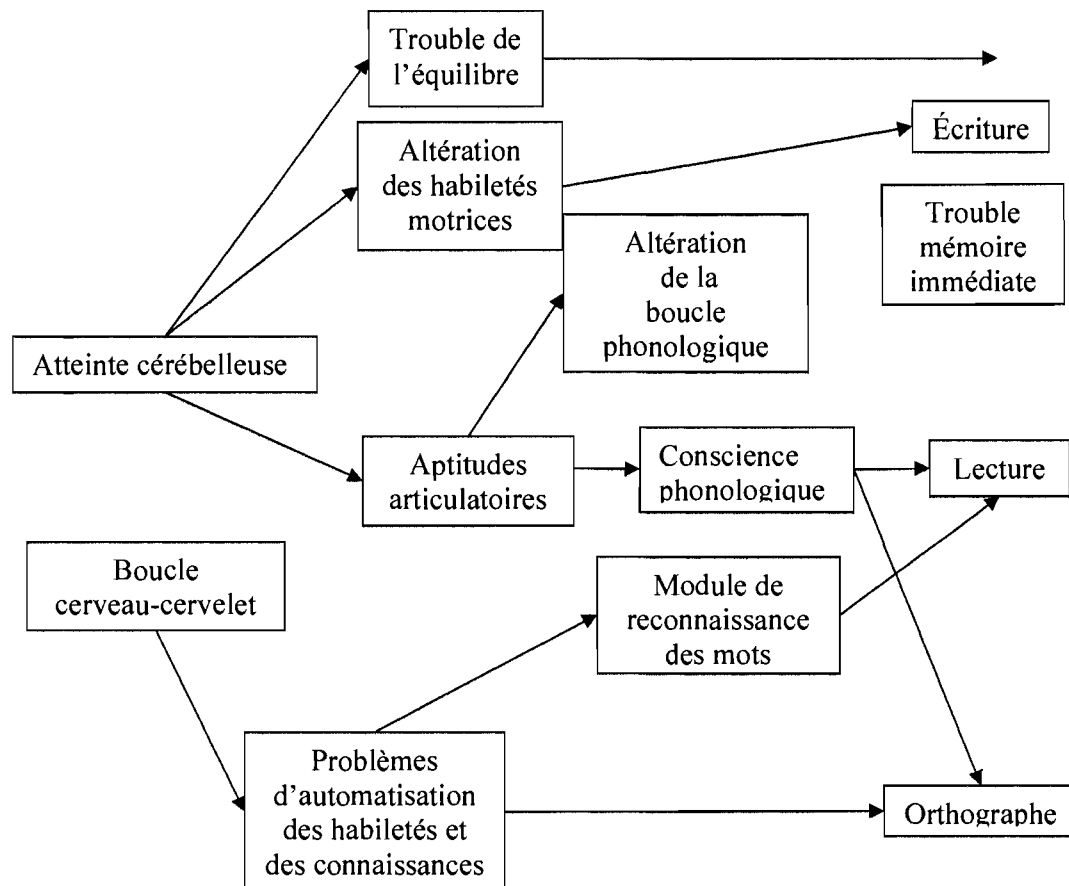 Trouble de
l'équilibre
Écriture
Altération
des habiletés
motrices
Trouble
mémoire
immédiate
Altération
de la
boucle
phonologique
Atteinte cérébelleuse
Aptitudes
articulatoires
Conscience
phonologique
Lecture
Boucle
cerveau-cervelet
Module de
reconnaissance
des mots
Problèmes
d'automatisation
des habiletés et
des connaissances
Orthographe